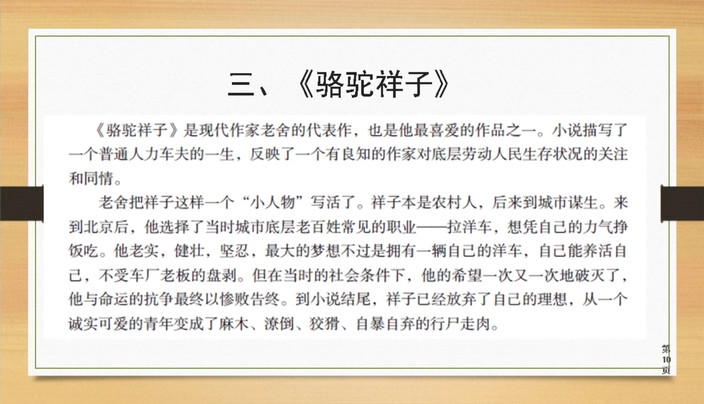 三、《骆驼祥子》
《骆驼祥子》是现代作家老舍的代表作，也是他最喜爱的作品之一。小说描写了
一个普通人力车夫的一生，反映了一个有良知的作家对底层劳动人民生存状况的关注
和同情。
老舍把祥子这样一个“小人物”写活了。祥子本是农村人，后来到城市谋生。来
到北京后，他选择了当时城市底层老百姓常见的职业——拉洋车，想凭自己的力气挣
饭吃。他老实，健壮，坚忍，最大的梦想不过是拥有一辆自己的洋车，自己能养活自
己，不受车厂老板的盘剥。但在当时的社会条件下，他的希望一次又一次地破灭了，
他与命运的抗争最终以惨败告终。到小说结尾，祥子已经放弃了自己的理想，从一个
诚实可爱的青年变成了麻木、潦倒、狡猾、自暴自弃的行尸走肉。
第
10
页